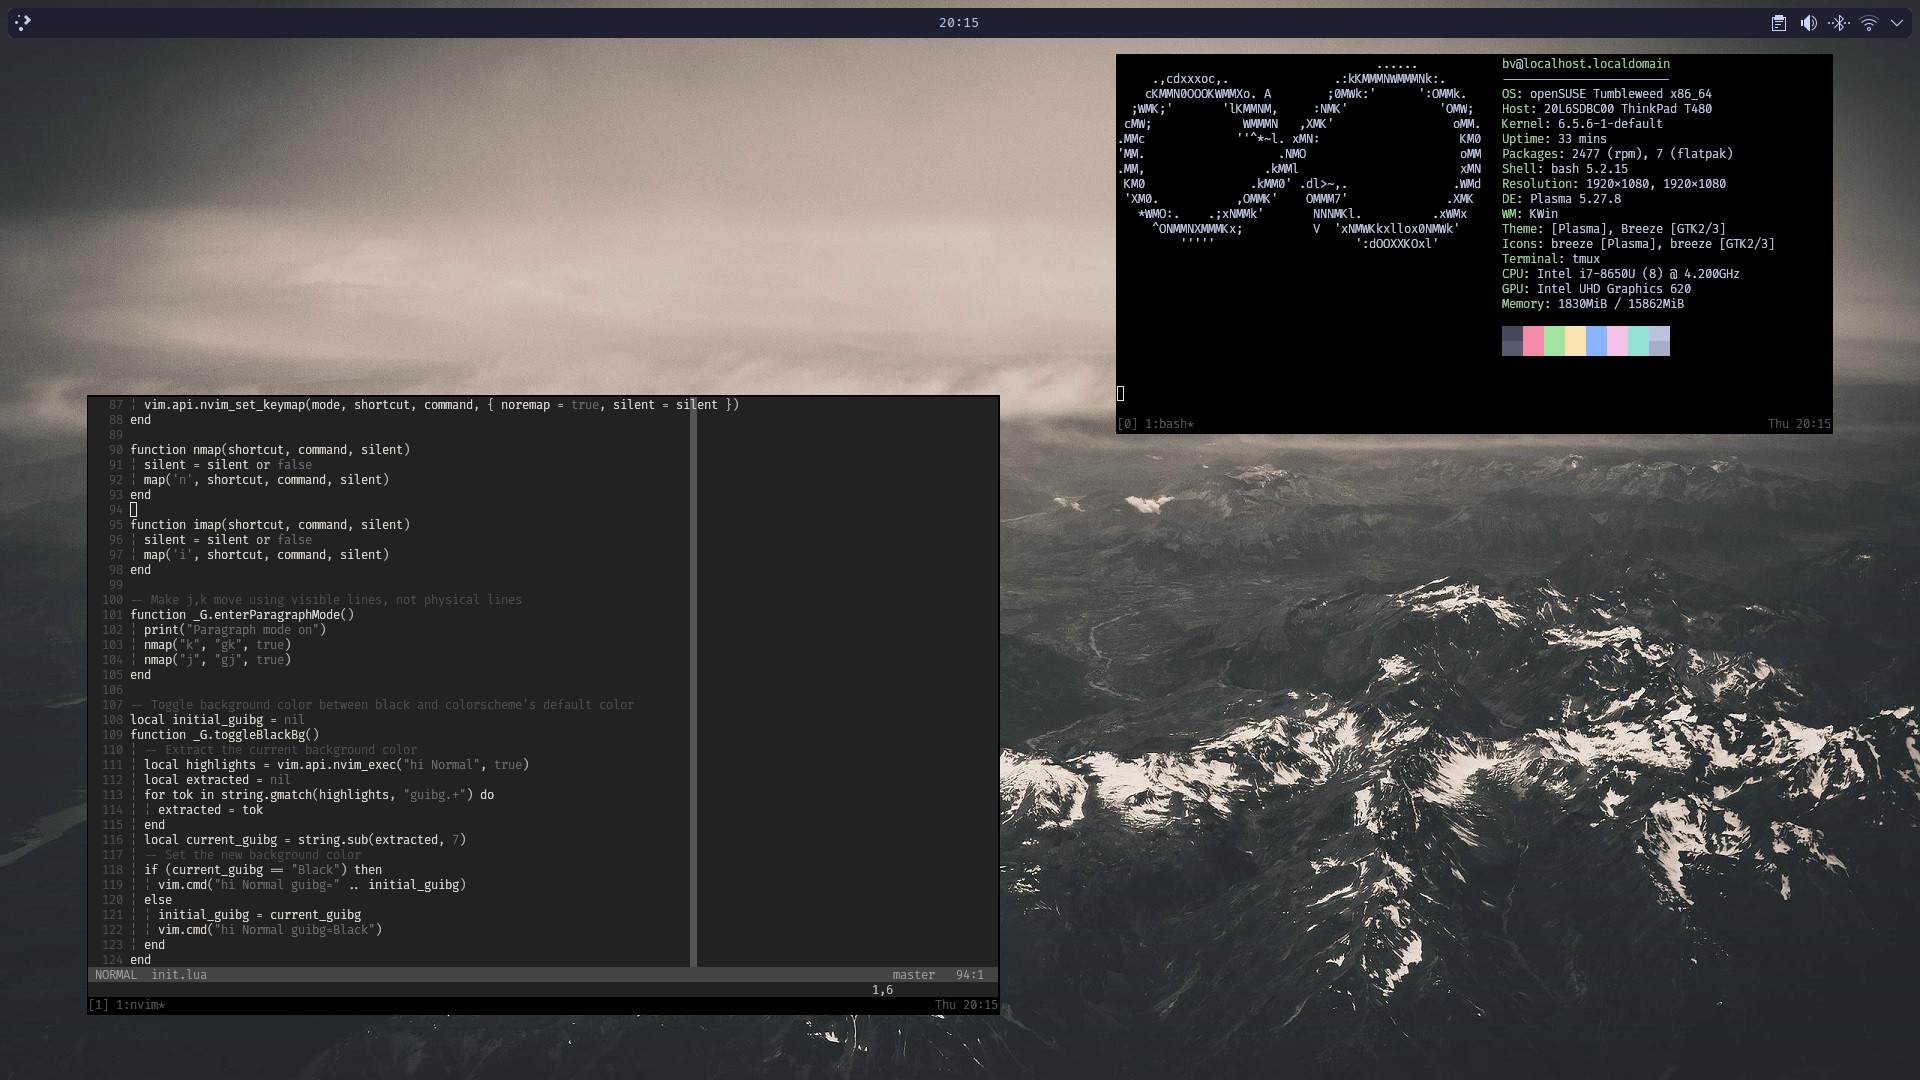 20:15
......
.,cdxxxoc,. .:kKMMMNWMMMNk:.
cKMMN0OOOKWMMXo. A ;0MWk:' ':OMMk.
;WMK;' 'lKMMNM, :NMK' 'OMW;
cMW; WMMMN ,XMK' oMM.
.MMc ''^*~l. xMN: KM0
'MM. .NMO oMM
.MM, .kMMl xMN
KM0 .kMM0' .dl>~,. .WMd
'XM0. ,OMMK' OMMM7' .XMK
*WMO:. .;xNMMk' NNNMKl. .xWMx
^ONMMNXMMMKx; V 'xNMWKkxllox0NMWk'
''''' ':dOOXXKOxl'
bv@localhost.localdomain
------------------------
OS: openSUSE Tumbleweed x86_64
Host: 20L6SDBC00 ThinkPad T480
Kernel: 6.5.6-1-default
Uptime: 33 mins
Packages: 2477 (rpm), 7 (flatpak)
Shell: bash 5.2.15
Resolution: 1920×1080, 1920×1080
DE: Plasma 5.27.8
WM: KWin
Theme: [Plasma], Breeze [GTK2/3]
Icons: breeze [Plasma], breeze [GTK2/3]
Terminal: tmux
CPU: Intel i7-8650U (8) @ 4.200GHz
GPU: Intel UHD Graphics 620
Memory: 1830MiB / 15862MiB
[0] 1:bash* Thu 20:15
87 ¦ vim.api.nvim_set_keymap(mode, shortcut, command, { noremap = true, silent = silent })
88 end
89
90 function nmap(shortcut, command, silent)
91 ¦ silent = silent or false
92 ¦ map('n', shortcut, command, silent)
93 end
94
95 function imap(shortcut, command, silent)
96 ¦ silent = silent or false
97 ¦ map('i', shortcut, command, silent)
98 end
99
100 -- Make j,k move using visible lines, not physical lines
101 function _G.enterParagraphMode()
102 ¦ print("Paragraph mode on")
103 ¦ nmap("k", "gk", true)
104 ¦ nmap("j", "gj", true)
105 end
106
107 -- Toggle background color between black and colorscheme's default color
108 local initial_guibg = nil
109 function _G.toggleBlackBg()
110 ¦ -- Extract the current background color
111 ¦ local highlights = vim.api.nvim_exec("hi Normal", true)
112 ¦ local extracted = nil
113 ¦ for tok in string.gmatch(highlights, "guibg.+") do
114 ¦ ¦ extracted = tok
115 ¦ end
116 ¦ local current_guibg = string.sub(extracted, 7)
117 ¦ -- Set the new background color
118 ¦ if (current_guibg == "Black") then
119 ¦ ¦ vim.cmd("hi Normal guibg=" .. initial_guibg)
120 ¦ else
121 ¦ ¦ initial_guibg = current_guibg
122 ¦ ¦ vim.cmd("hi Normal guibg=Black")
123 ¦ end
124 end
NORMAL init.lua master 94:1
1,6
[1] 1:nvim* Thu 20:15